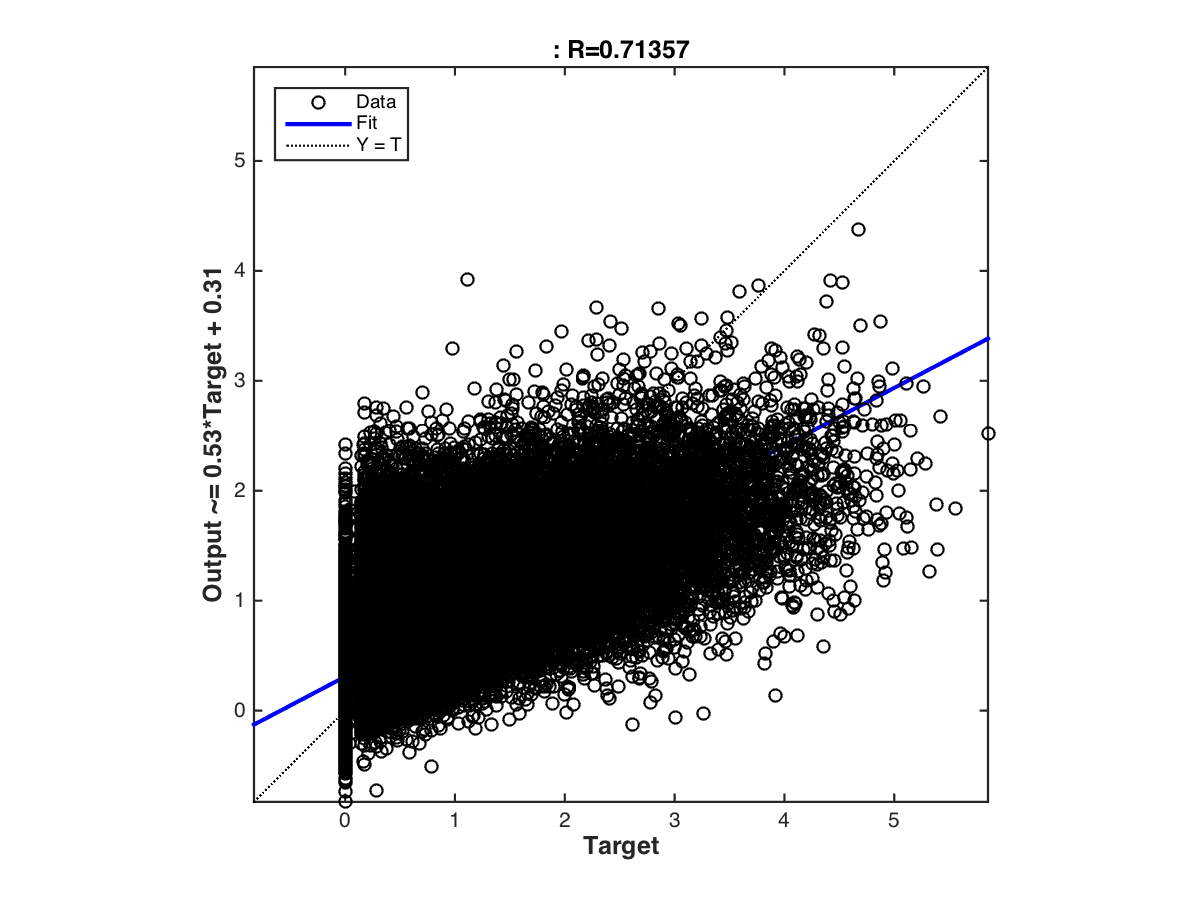 : R=0.71357
Data
Fit
Y = T
Output ~= 0.53*Target + 0.31
5
4
3
2
1
0
0 1 2 3 4 5
Target